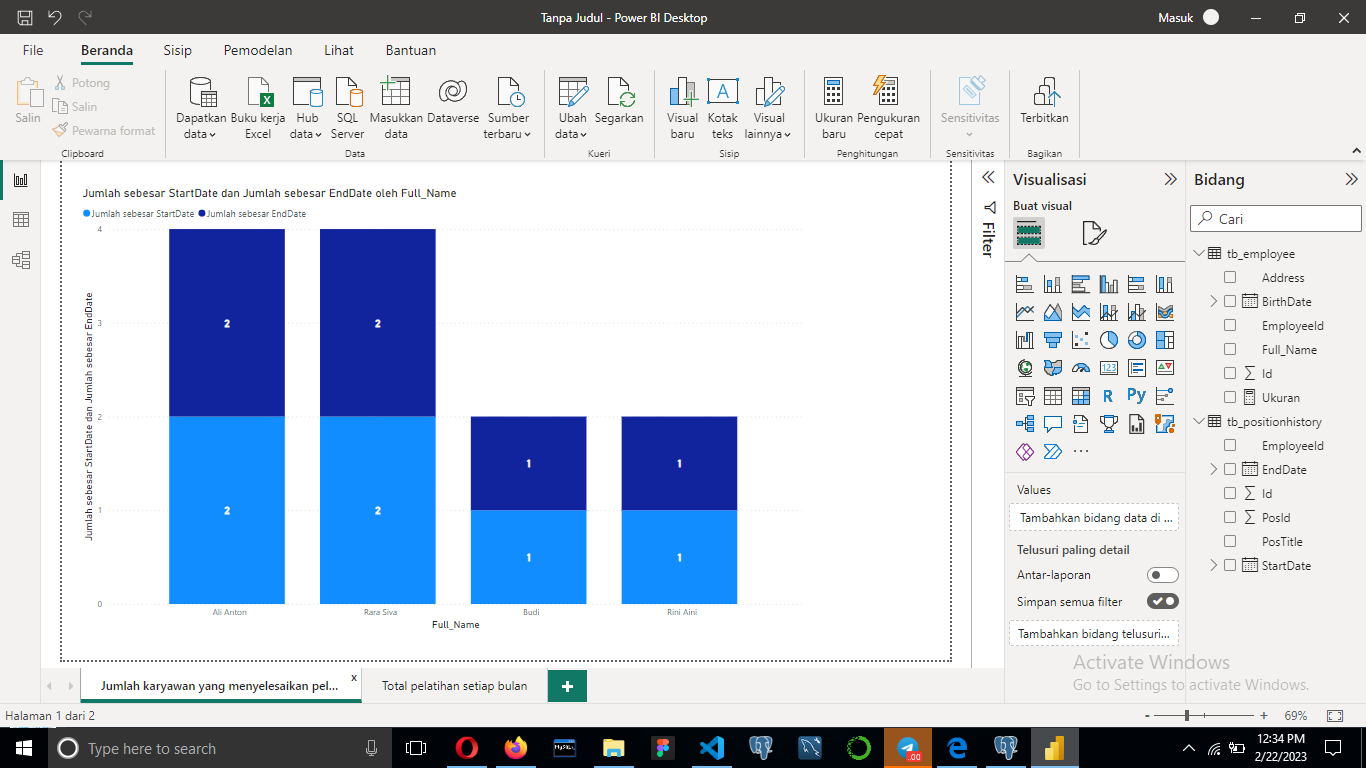 Tanpa Judul - Power BI Desktop
Masuk
File Beranda Sisip Pemodelan Lihat Bantuan
Salin
Potong
Salin
Pewarna format
Clipboard
Dapatkan data
Buku kerja Excel
Hub data
SQL Server
Masukkan data
Dataverse
Sumber terbaru
Data
Ubah data
Segarkan
Kueri
Visual baru
Kotak teks
Visual lainnya
Sisip
Ukuran baru
Pengukuran cepat
Penghitungan
Sensitivitas
Sensitivitas
Terbitkan
Bagikan
Jumlah sebesar StartDate dan Jumlah sebesar EndDate oleh Full_Name
Jumlah sebesar StartDate Jumlah sebesar EndDate
Jumlah sebesar StartDate dan Jumlah sebesar EndDate
4
3
2
1
0
2
2
2
2
1
1
1
1
Ali Anton
Rara Siva
Budi
Rini Aini
Full_Name
Filter
Visualisasi
Buat visual
123
R
Py
Values
Tambahkan bidang data di ...
Telusuri paling detail
Antar-laporan
Simpan semua filter
Tambahkan bidang telusuri...
Bidang
Cari
tb_employee
Address
BirthDate
EmployeeId
Full_Name
Id
Ukuran
tb_positionhistory
EmployeeId
EndDate
Id
PosId
PosTitle
StartDate
Activate Windows
Go to Settings to activate Windows.
Jumlah karyawan yang menyelesaikan pel... x
Total pelatihan setiap bulan
+
Halaman 1 dari 2
- + 69%
Type here to search
MySQL
.00
12:34 PM
2/22/2023